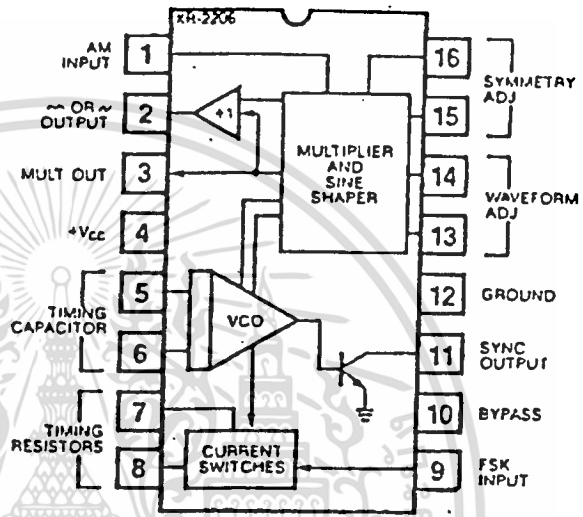 XR-2206
AM
INPUT
1
~ OR ~
OUTPUT
2
MULT OUT
3
+VCC
4
TIMING
CAPACITOR
5
6
TIMING
RESISTORS
7
8
+1
MULTIPLIER
AND
SINE
SHAPER
VCO
CURRENT
SWITCHES
16
15
SYMMETRY
ADJ
14
13
WAVEFORM
ADJ
12
GROUND
11
SYNC
OUTPUT
10
BYPASS
9
FSK
INPUT